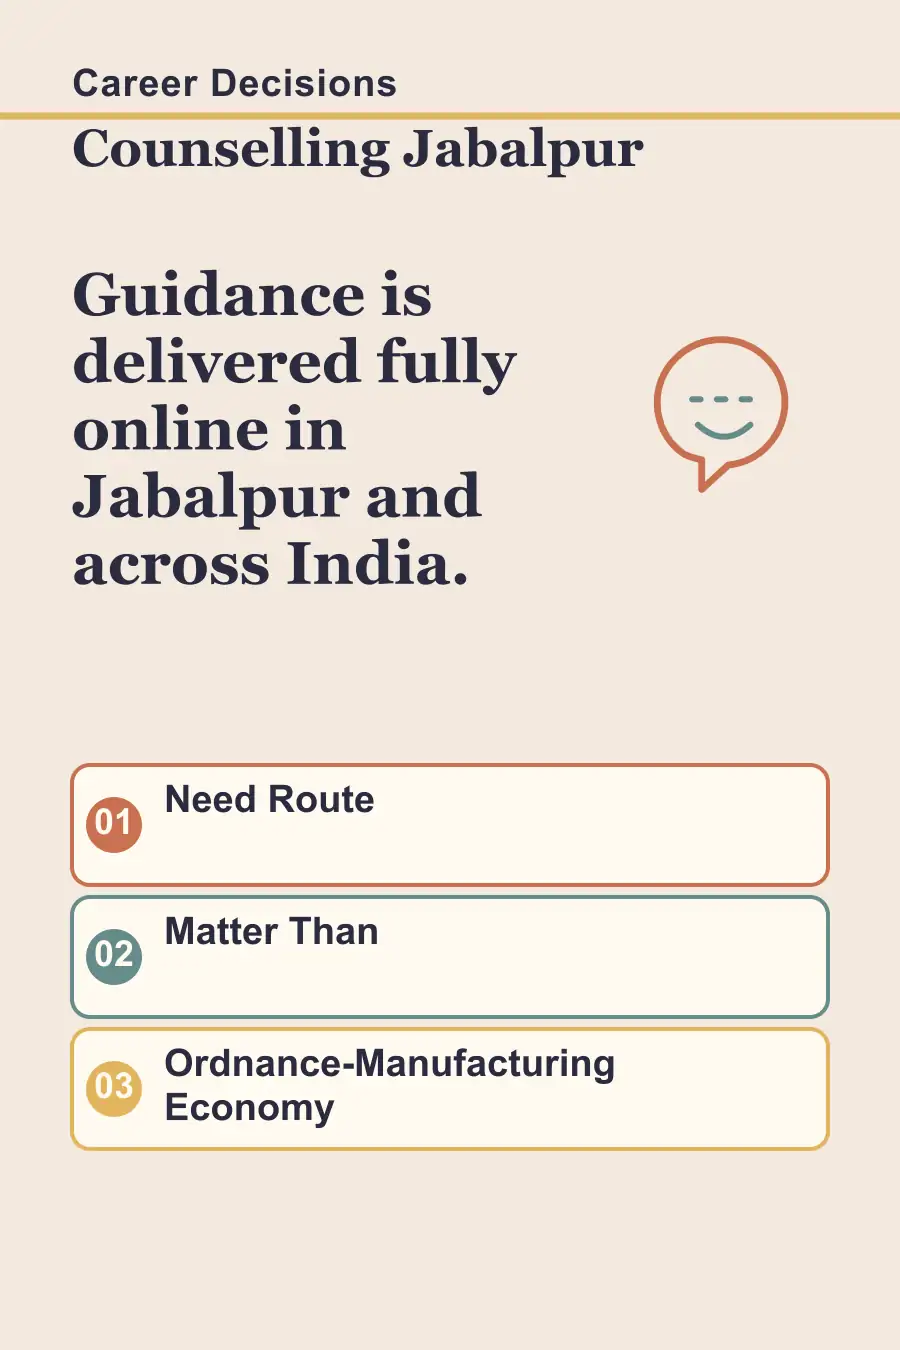 Career Decisions
Counselling Jabalpur
Guidance is
delivered fully
online in
Jabalpur and
across India.
01 Need Route
02 Matter Than
03 Ordnance-Manufacturing
Economy